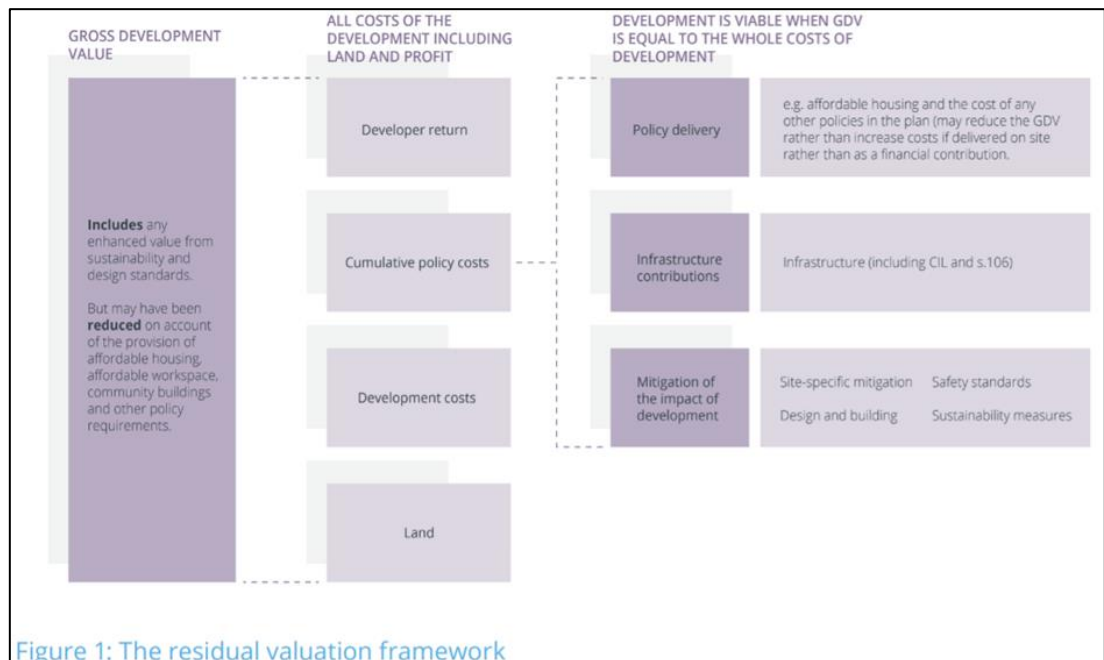 GROSS DEVELOPMENT
VALUE
ALL COSTS OF THE
DEVELOPMENT INCLUDING
LAND AND PROFIT
DEVELOPMENT IS VIABLE WHEN GDV
IS EQUAL TO THE WHOLE COSTS OF
DEVELOPMENT
Includes any
enhanced value from
sustainability and
design standards.
But may have been
reduced on account
of the provision of
affordable housing,
affordable workspace,
community buildings
and other policy
requirements.
Developer return
Cumulative policy costs
Development costs
Land
Policy delivery
e.g. affordable housing and the cost of any
other policies in the plan (may reduce the GDV
rather than increase costs if delivered on site
rather than as a financial contribution.
Infrastructure
contributions
Infrastructure (including CIL and s.106)
Mitigation of
the impact of
development
Site-specific mitigation Safety standards
Design and building Sustainability measures
Figure 1: The residual valuation framework